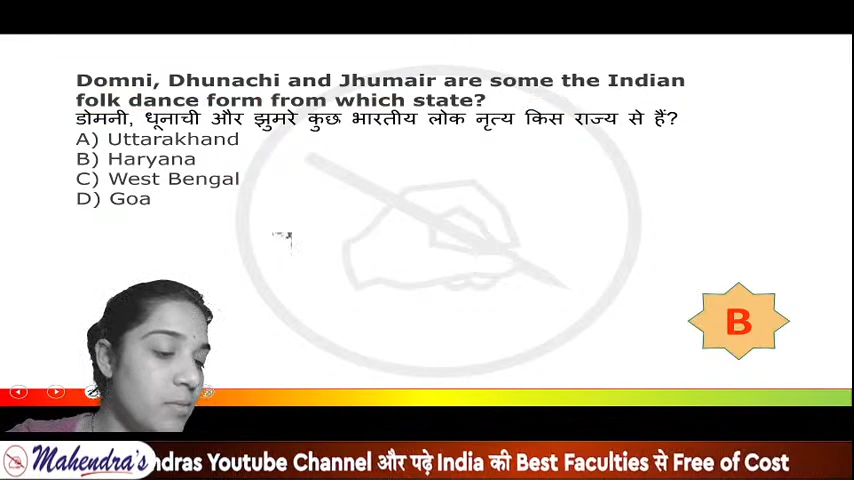 Domni, Dhunachi and Jhumair are some the Indian
folk dance form from which state?
डोमनी, धूनाची और झुमरे कुछ भारतीय लोक नृत्य किस राज्य से हैं?
A) Uttarakhand
B) Haryana
C) West Bengal
D) Goa
B
Mahendra's
ndras Youtube Channel और पढ़े India की Best Faculties से Free of Cost